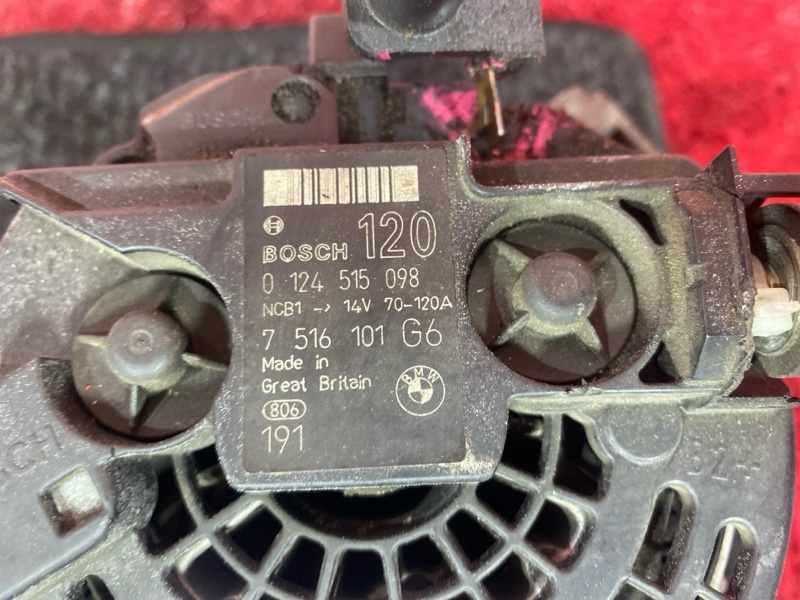 BOSCH 120
0 124 515 098
NCB1 -> 14V 70-120A
7 516 101 G6
Made in
Great Britain
BMW
806
191